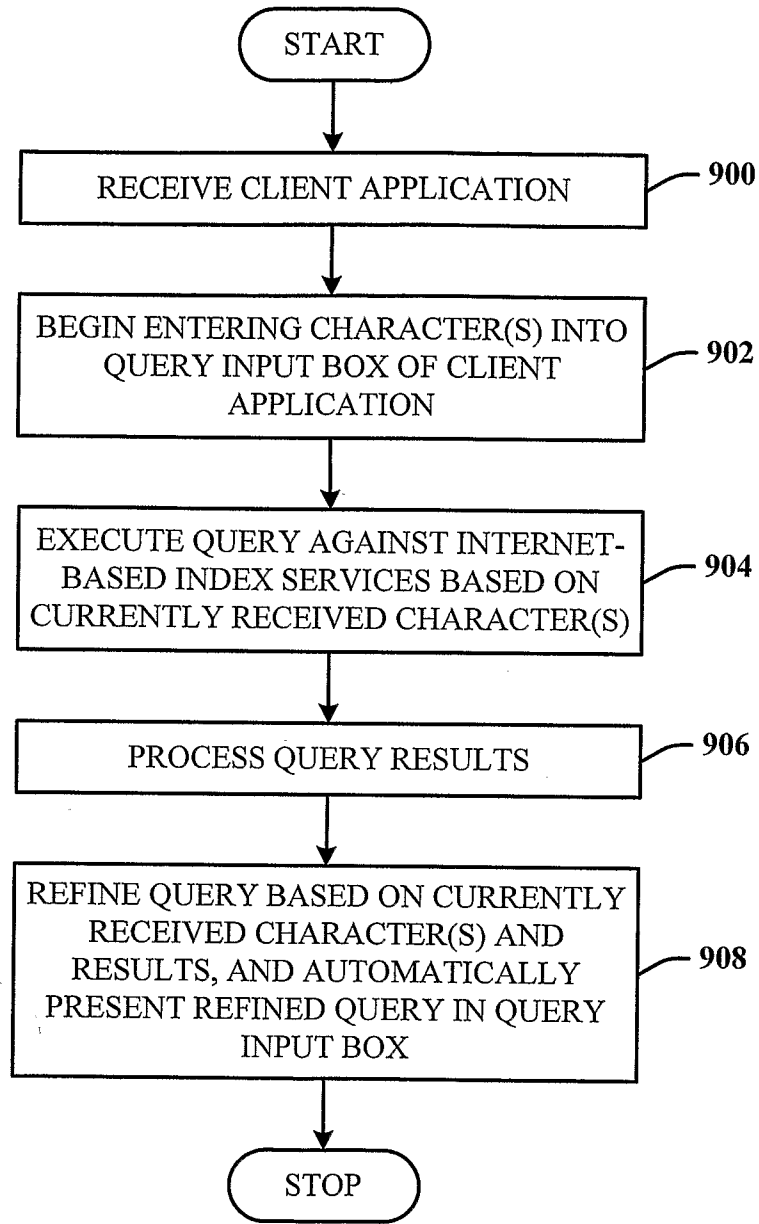 START
RECEIVE CLIENT APPLICATION
900
BEGIN ENTERING CHARACTER(S) INTO
QUERY INPUT BOX OF CLIENT
APPLICATION
902
EXECUTE QUERY AGAINST INTERNET-
BASED INDEX SERVICES BASED ON
CURRENTLY RECEIVED CHARACTER(S)
904
PROCESS QUERY RESULTS
906
REFINE QUERY BASED ON CURRENTLY
RECEIVED CHARACTER(S) AND
RESULTS, AND AUTOMATICALLY
PRESENT REFINED QUERY IN QUERY
INPUT BOX
908
STOP